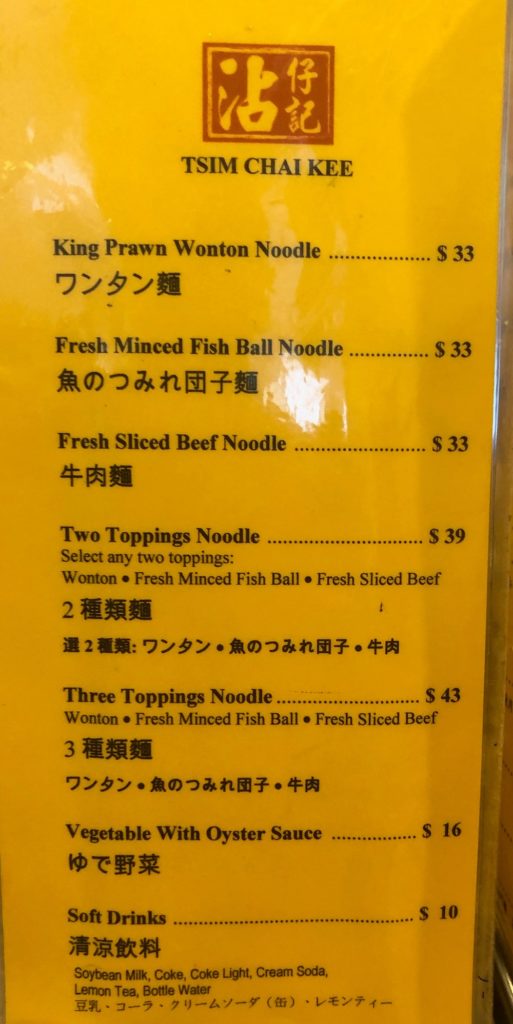 沾仔記
TSIM CHAI KEE
King Prawn Wonton Noodle .................. $ 33
ワンタン麵
Fresh Minced Fish Ball Noodle .............. $ 33
魚のつみれ団子麵
Fresh Sliced Beef Noodle ....................... $ 33
牛肉麵
Two Toppings Noodle ........................... $ 39
Select any two toppings:
Wonton ● Fresh Minced Fish Ball ● Fresh Sliced Beef
2 種類麵
選 2 種類: ワンタン ● 魚のつみれ団子 ● 牛肉
Three Toppings Noodle ......................... $ 43
Wonton ● Fresh Minced Fish Ball ● Fresh Sliced Beef
3 種類麵
ワンタン ● 魚のつみれ団子 ● 牛肉
Vegetable With Oyster Sauce ............... $ 16
ゆで野菜
Soft Drinks .......................................... $ 10
清涼飲料
Soybean Milk, Coke, Coke Light, Cream Soda,
Lemon Tea, Bottle Water
豆乳・コーラ・クリームソーダ（缶）・レモンティー